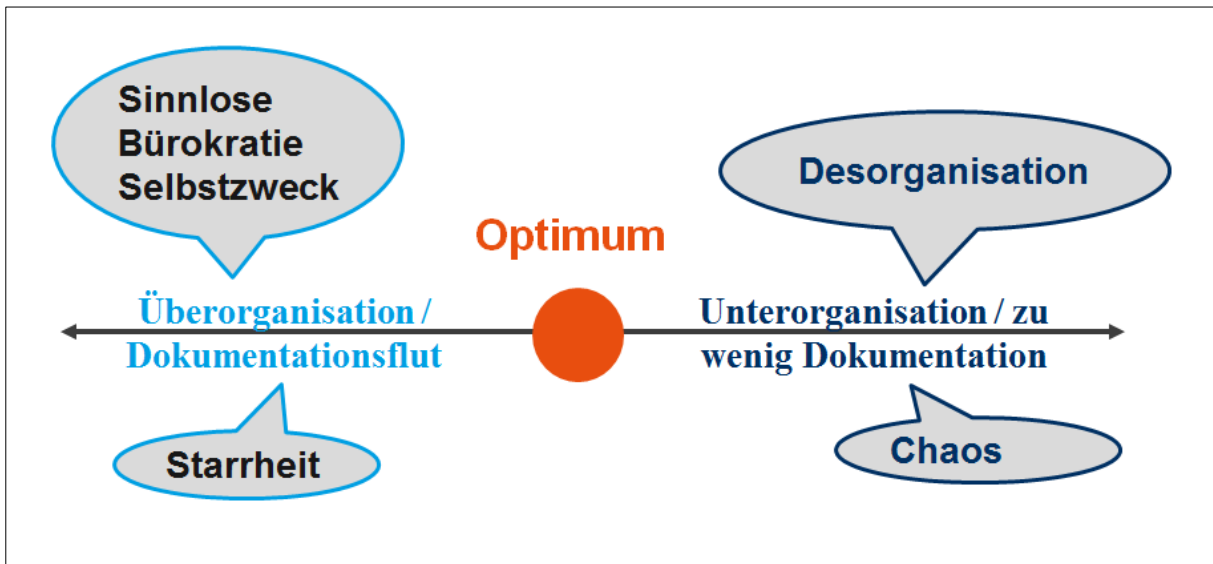 Sinnlose
Bürokratie
Selbstzweck
Desorganisation
Optimum
Überorganisation /
Dokumentationsflut
Unterorganisation / zu
wenig Dokumentation
Starrheit
Chaos